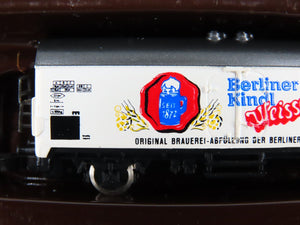 Berliner
Kindl
Weiss
SEIT
1872
ORIGINAL BRAUEREI-ABFÜLLUNG DER BERLINER